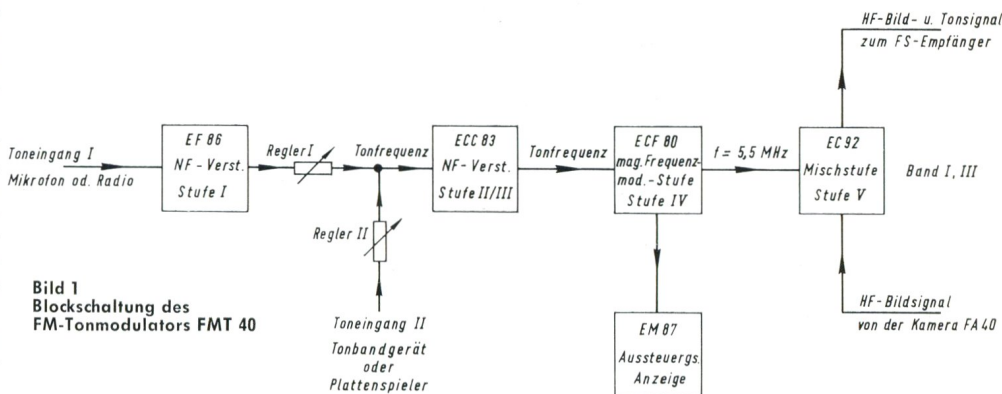 HF-Bild- u. Tonsignal
zum FS-Empfänger
Toneingang I
Mikrofon od. Radio
EF 86
NF-Verst.
Stufe I
Regler I
Tonfrequenz
ECC 83
NF-Verst.
Stufe II/III
Tonfrequenz
ECF 80
mag. Frequenz-
mod.-Stufe
Stufe IV
f = 5,5 MHz
EC 92
Mischstufe
Stufe V
Band I, III
Regler II
Bild 1
Blockschaltung des
FM-Tonmodulators FMT 40
Toneingang II
Tonbandgerät
oder
Plattenspieler
EM 87
Aussteuergs.
Anzeige
HF-Bildsignal
von der Kamera FA 40